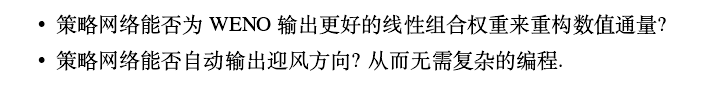 • 策略网络能否为 WENO 输出更好的线性组合权重来重构数值通量?
• 策略网络能否自动输出迎风方向? 从而无需复杂的编程.